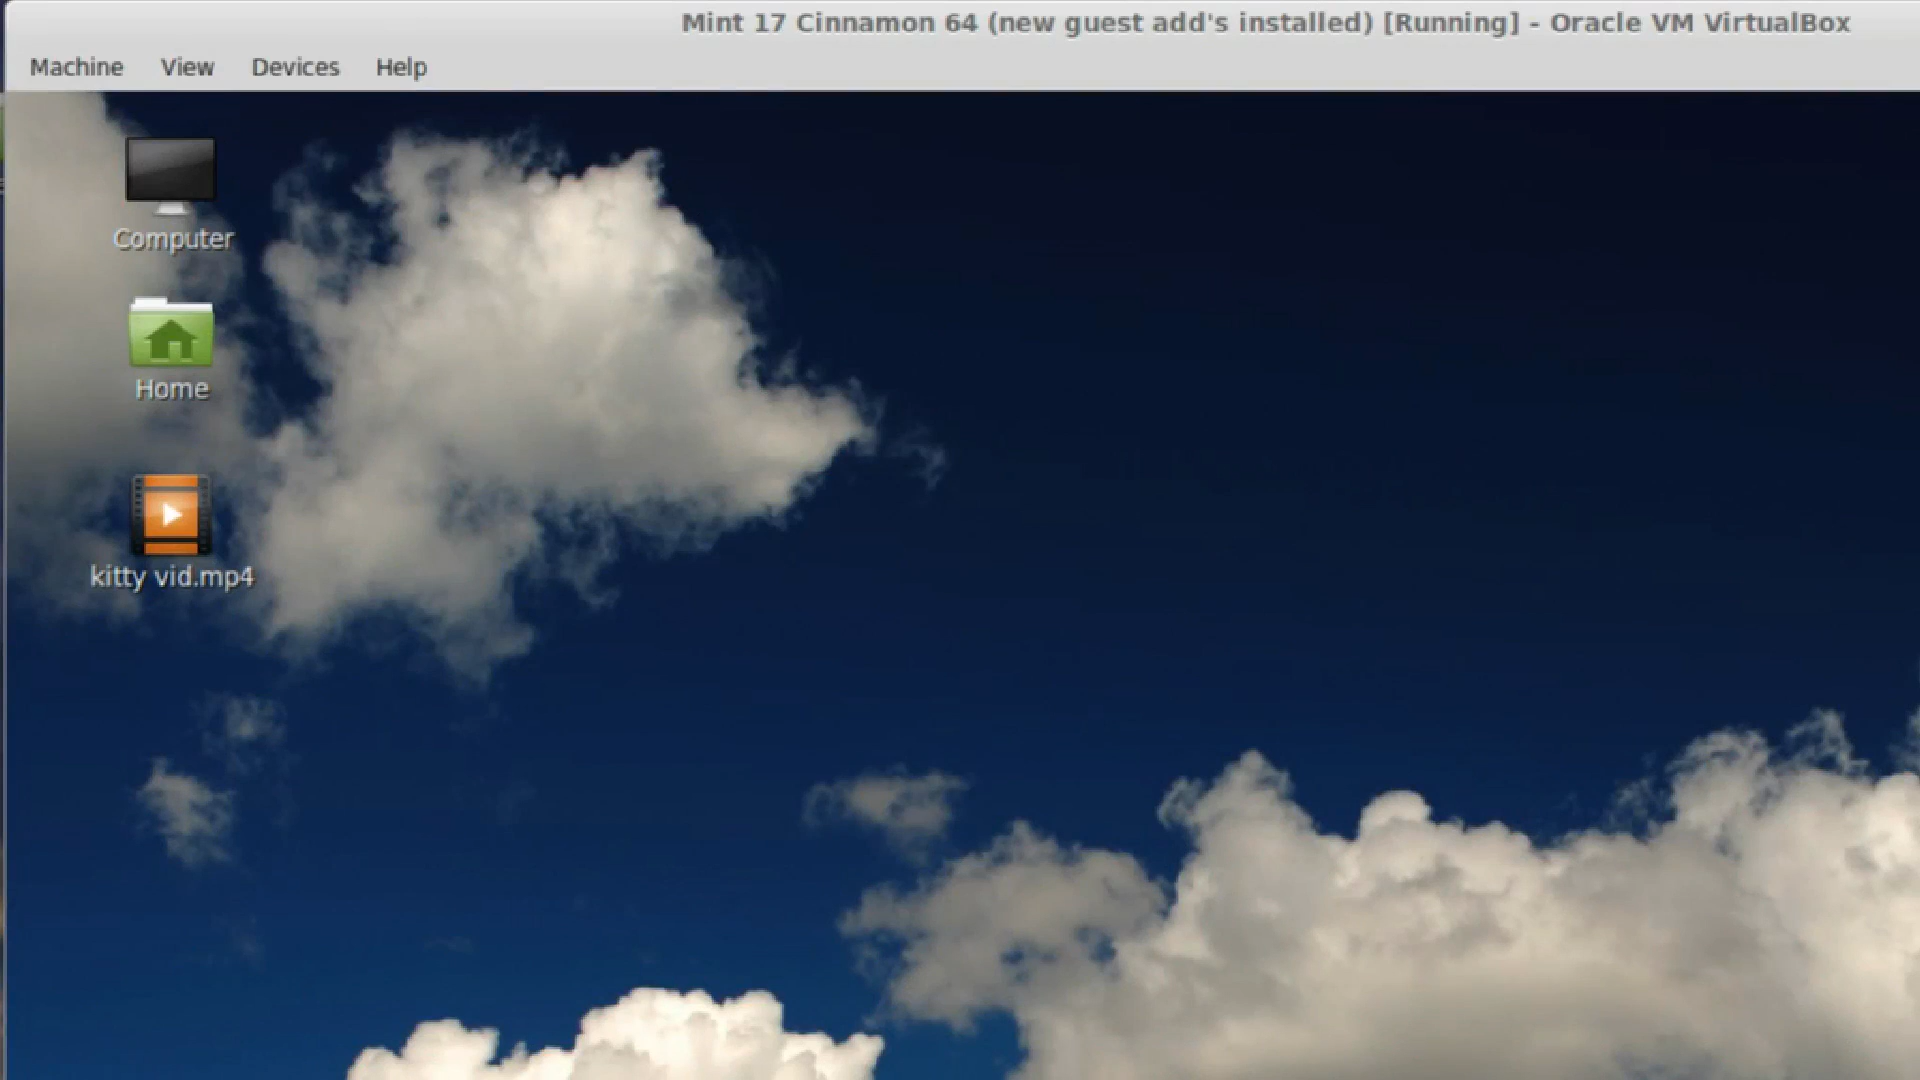 Mint 17 Cinnamon 64 (new guest add's installed) [Running] - Oracle VM VirtualBox
Machine View Devices Help
Computer
Home
kitty vid.mp4